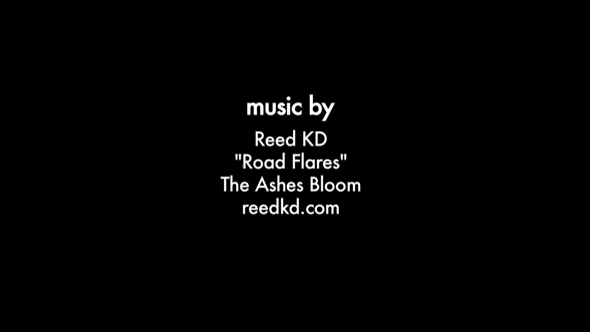 music by
Reed KD
"Road Flares"
The Ashes Bloom
reedkd.com